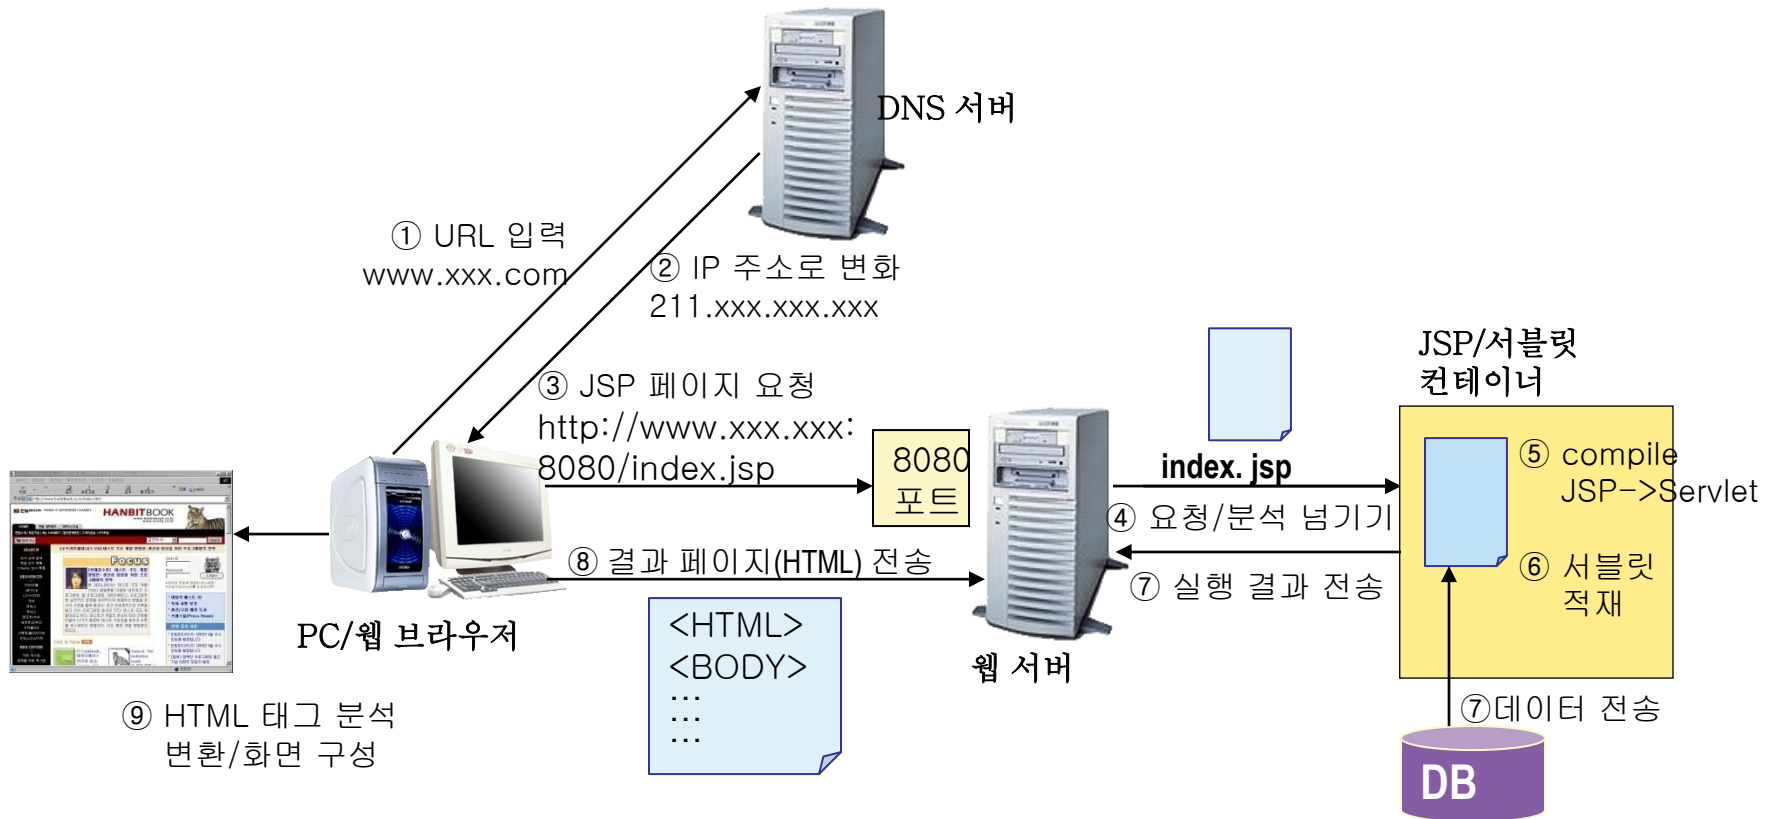 DNS 서버
① URL 입력
www.xxx.com
② IP 주소로 변화
211.xxx.xxx.xxx
③ JSP 페이지 요청
http://www.xxx.xxx:
8080/index.jsp
8080
포트
index. jsp
④ 요청/분석 넘기기
JSP/서블릿
컨테이너
⑤ compile
JSP->Servlet
⑥ 서블릿
적재
⑦ 실행 결과 전송
⑦데이터 전송
DB
⑧ 결과 페이지(HTML) 전송
<HTML>
<BODY>
...
...
...
웹 서버
PC/웹 브라우저
HANBITBOOK
FOCUS
⑨ HTML 태그 분석
변환/화면 구성